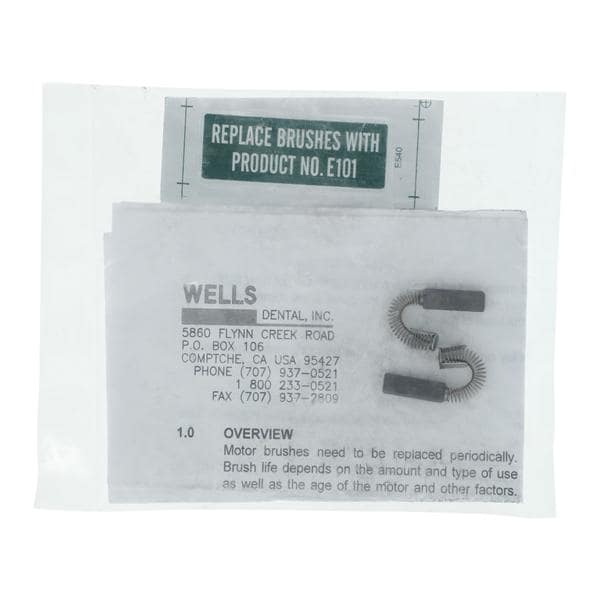 REPLACE BRUSHES WITH
PRODUCT NO. E101
E540
WELLS
DENTAL, INC.
5860 FLYNN CREEK ROAD
P.O. BOX 106
COMPTCHE, CA USA 95427
PHONE (707) 937-0521
1 800 233-0521
FAX (707) 937-2809
1.0 OVERVIEW
Motor brushes need to be replaced periodically.
Brush life depends on the amount and type of use
as well as the age of the motor and other factors.